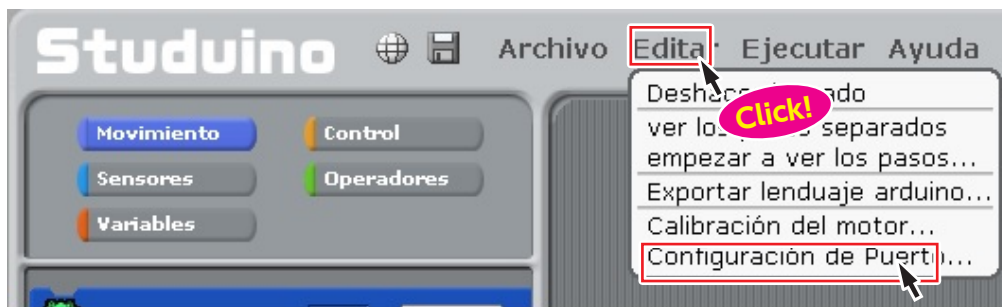 Studuino
Archivo Editar Ejecutar Ayuda
Movimiento Control
Sensores Operadores
Variables
Click!
ver los separados
empezar a ver los pasos...
Exportar lenduaje arduino...
Calibración del motor...
Configuración de Puerto...